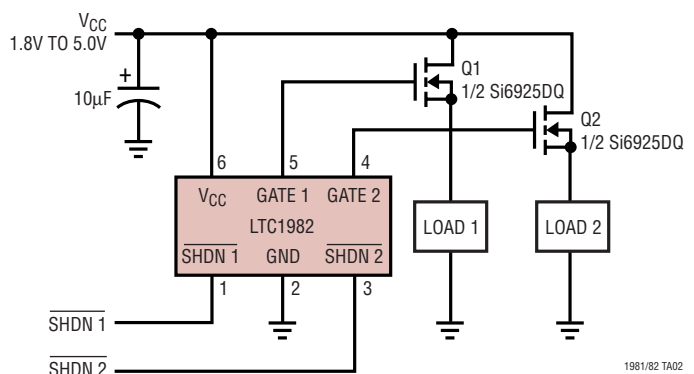 VCC
1.8V TO 5.0V
+
10µF
Q1
1/2 Si6925DQ
Q2
1/2 Si6925DQ
6
5
4
VCC GATE 1 GATE 2
LTC1982
SHDN 1 GND SHDN 2
1
2
3
LOAD 1
LOAD 2
SHDN 1
SHDN 2
1981/82 TA02